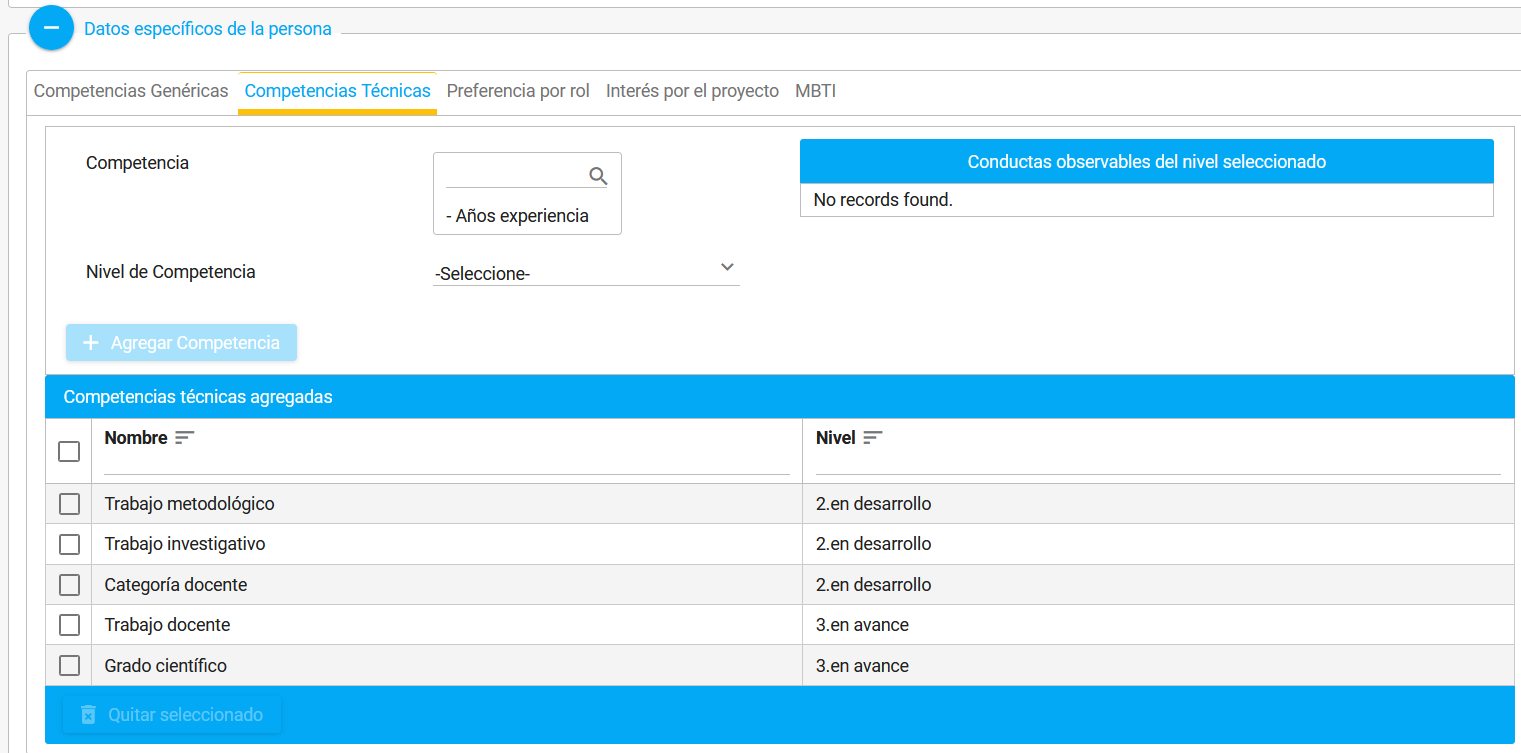 Datos específicos de la persona
Competencias Genéricas Competencias Técnicas Preferencia por rol Interés por el proyecto MBTI
Competencia
- Años experiencia
Conductas observables del nivel seleccionado
No records found.
Nivel de Competencia -Seleccione-
Agregar Competencia
Competencias técnicas agregadas
Nombre Nivel
Trabajo metodológico 2.en desarrollo
Trabajo investigativo 2.en desarrollo
Categoría docente 2.en desarrollo
Trabajo docente 3.en avance
Grado científico 3.en avance
Quitar seleccionado